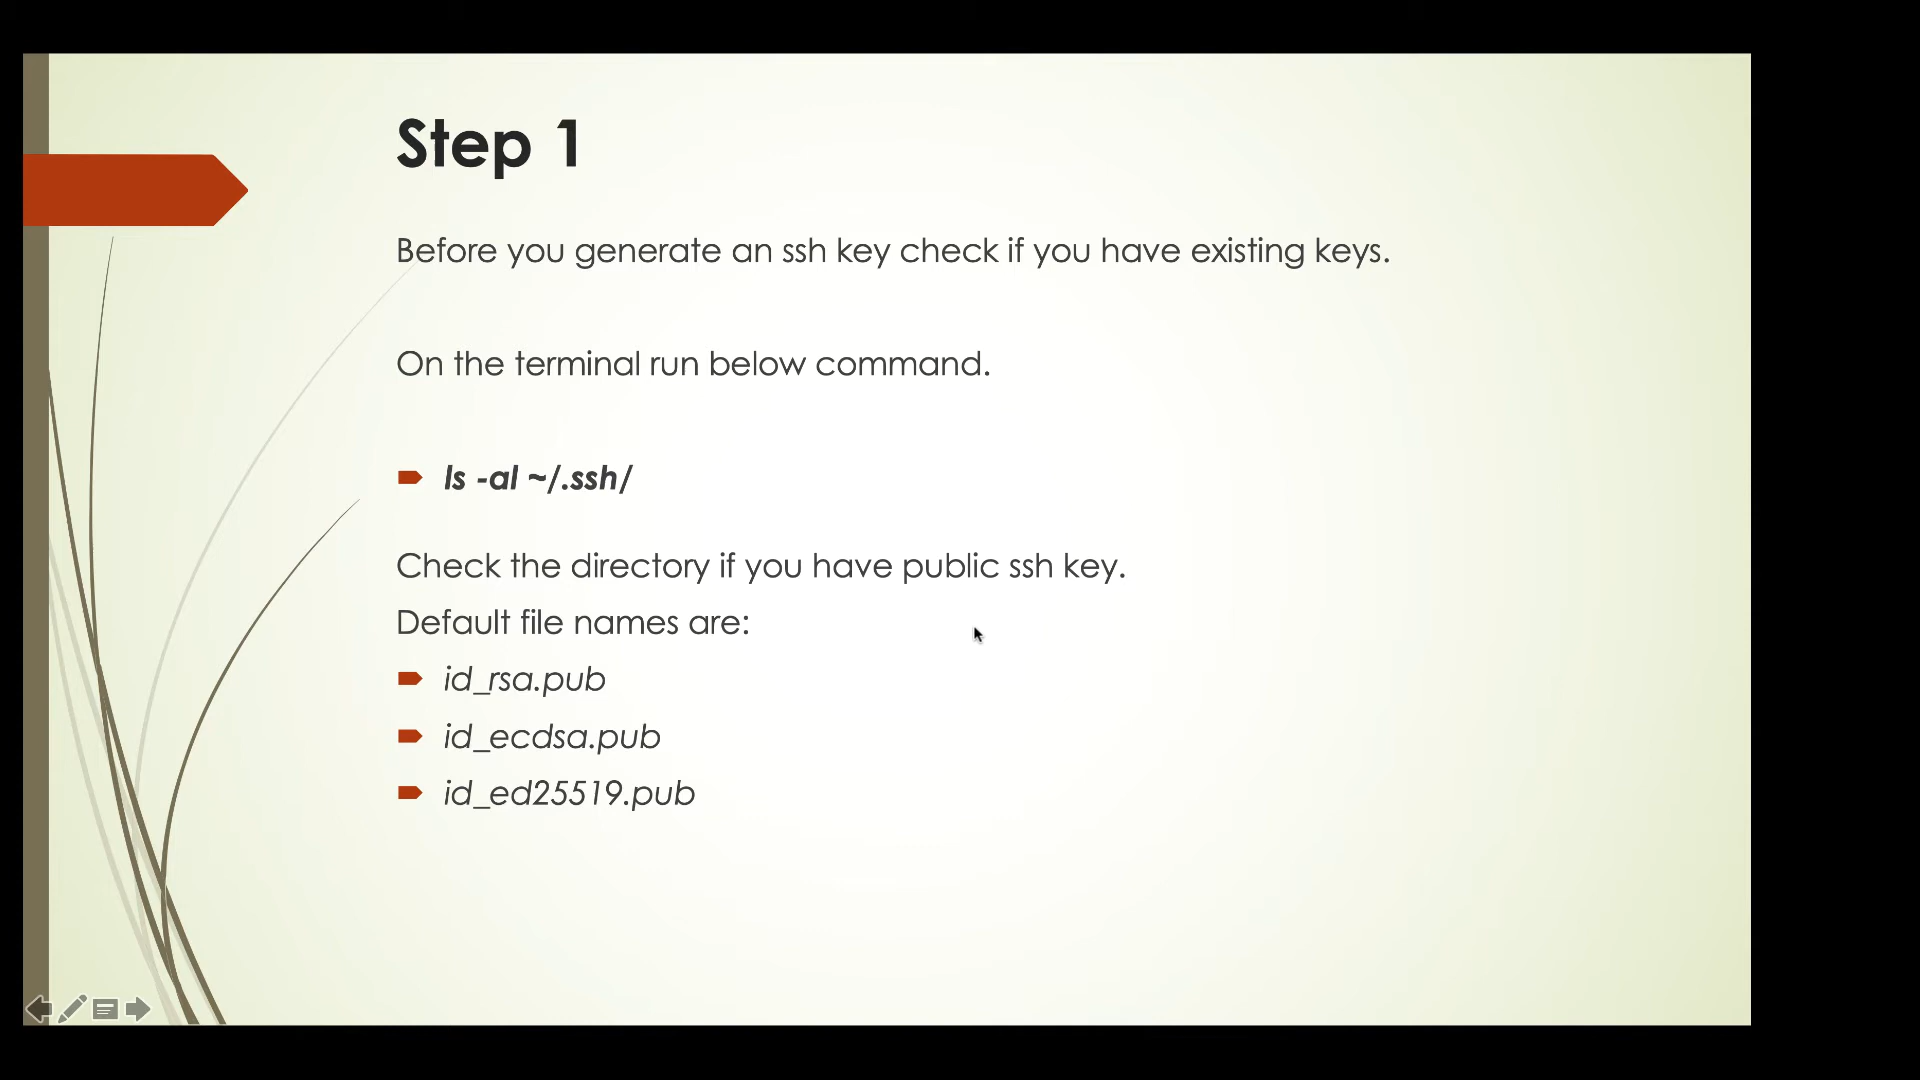 Step 1
Before you generate an ssh key check if you have existing keys.
On the terminal run below command.
ls -al ~/.ssh/
Check the directory if you have public ssh key.
Default file names are:
id_rsa.pub
id_ecdsa.pub
id_ed25519.pub